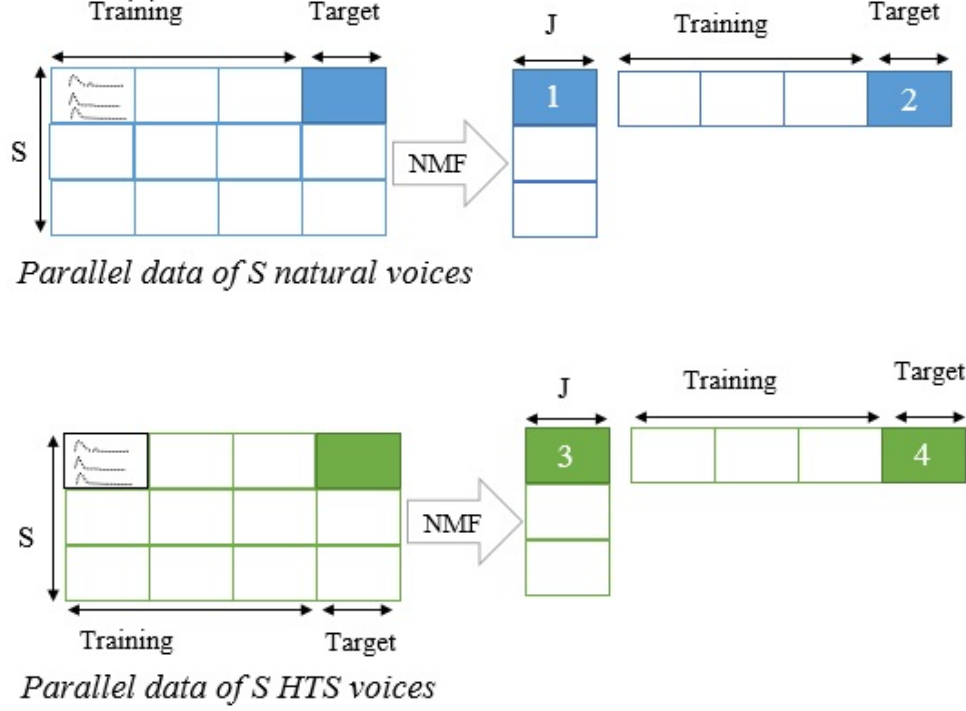 Training Target
J Training Target
1 2
S
NMF
Parallel data of S natural voices
J Training Target
3 4
S
NMF
Training Target
Parallel data of S HTS voices